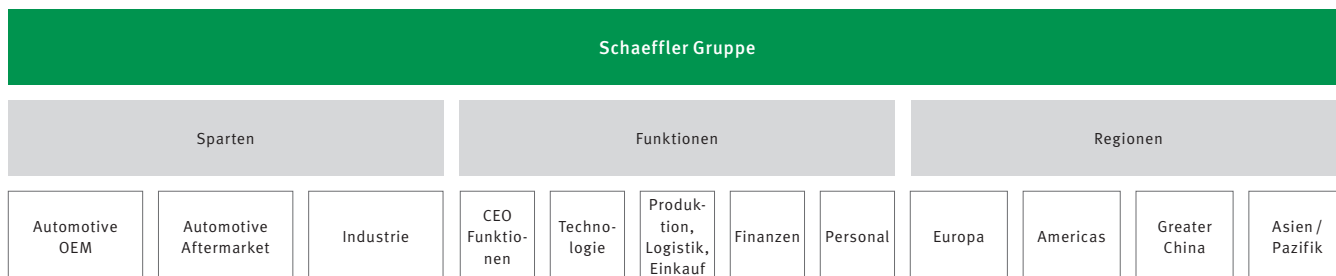 Schaeffler Gruppe
Sparten
Funktionen
Regionen
Automotive
OEM
Automotive
Aftermarket
Industrie
CEO
Funktio-
nen
Techno-
logie
Produk-
tion,
Logistik,
Einkauf
Finanzen
Personal
Europa
Americas
Greater
China
Asien /
Pazifik